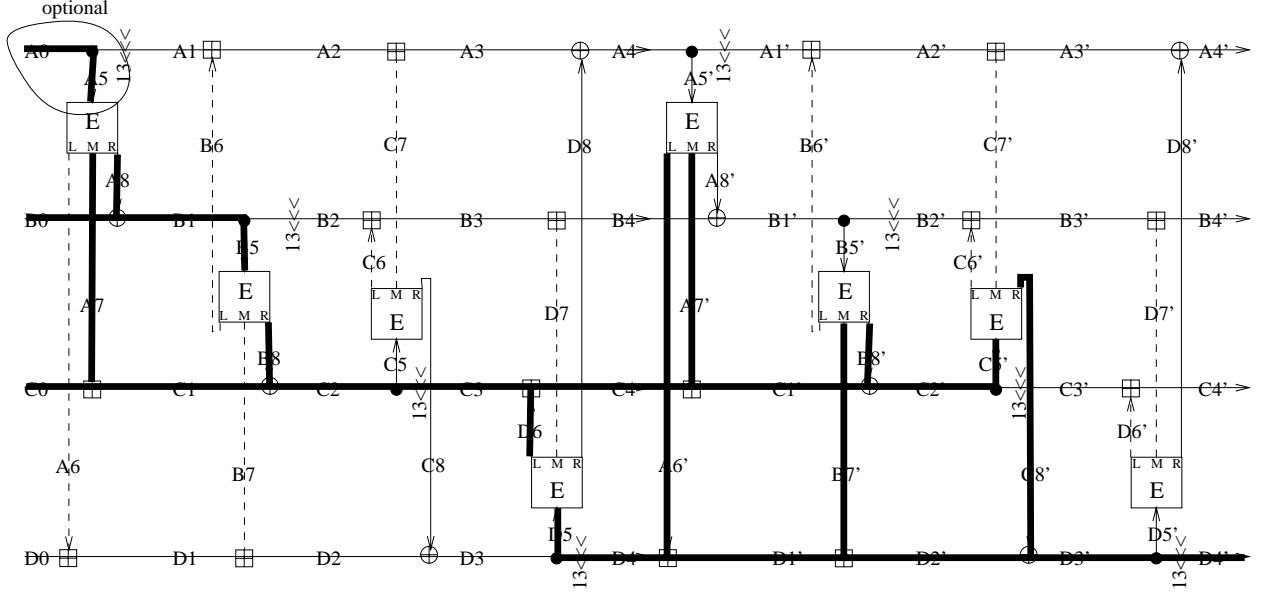 optional
A0 13<<< A1 A2 A3 A4 13<<< A1' A2' A3' A4'
A5 A5'
E E
L M R L M R
B6 C7 D8 B6' C7' D8'
A8 A8'
B0 B1 13<<< B2 B3 B4 B1' 13<<< B2' B3' B4'
B5 C6 B5' C6'
E L M R E L M R
A7 L M R D7 A7' L M R D7'
E E
B8 C5 B8' C5'
C0 C1 C2 13<<< C3 C4 C1' C2' 13<<< C3' C4'
D6 D6'
A6 B7 C8 L M R A6' B7' C8' L M R
E E
D5 D5'
D0 D1 D2 D3 13<<< D4 D1' D2' D3' 13<<< D4'